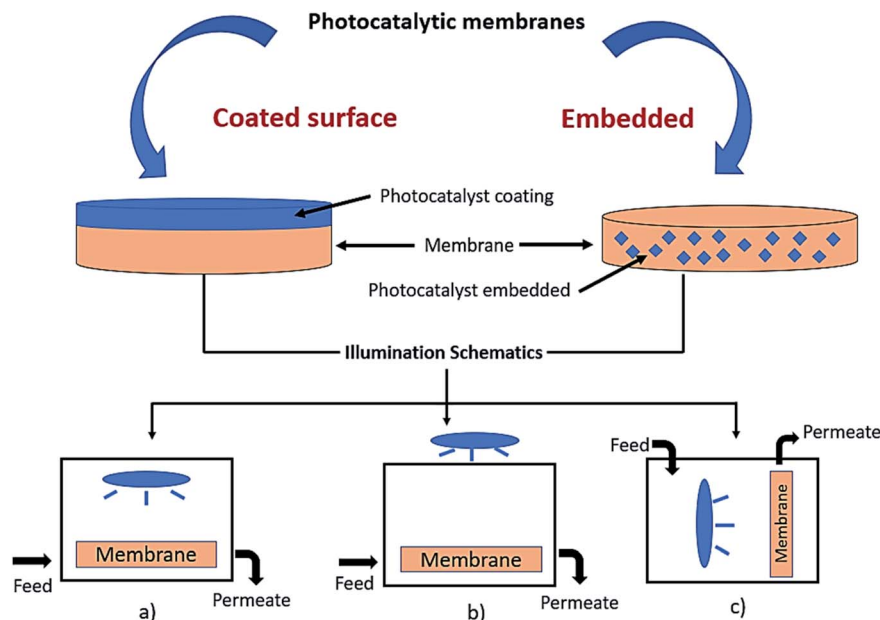 Photocatalytic membranes
Coated surface
Embedded
Photocatalyst coating
Membrane
Photocatalyst embedded
Illumination Schematics
Feed
Membrane
Permeate
a)
Feed
Membrane
Permeate
b)
Feed
Membrane
Permeate
c)